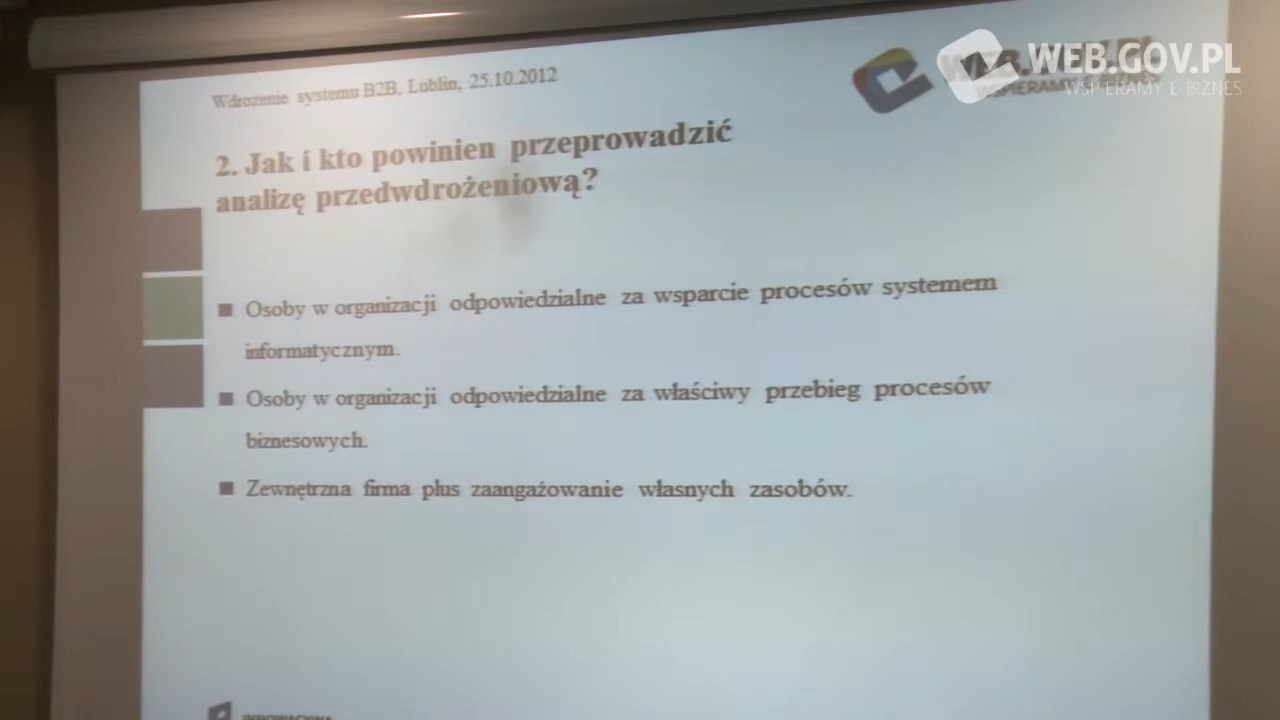 Wdrożenie systemu B2B, Lublin, 25.10.2012
WEB.GOV.PL
WSPIERAMY E-BIZNES
2. Jak i kto powinien przeprowadzić
analizę przedwdrożeniową?
Osoby w organizacji odpowiedzialne za wsparcie procesów systemem
informatycznym.
Osoby w organizacji odpowiedzialne za właściwy przebieg procesów
biznesowych.
Zewnętrzna firma plus zaangażowanie własnych zasobów.